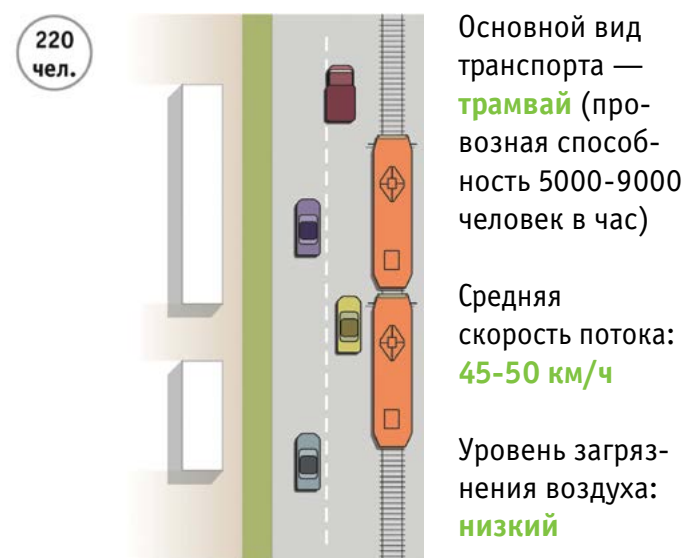 220
чел.
Основной вид
транспорта —
трамвай (про-
возная способ-
ность 5000-9000
человек в час)
Средняя
скорость потока:
45-50 км/ч
Уровень загряз-
нения воздуха:
низкий